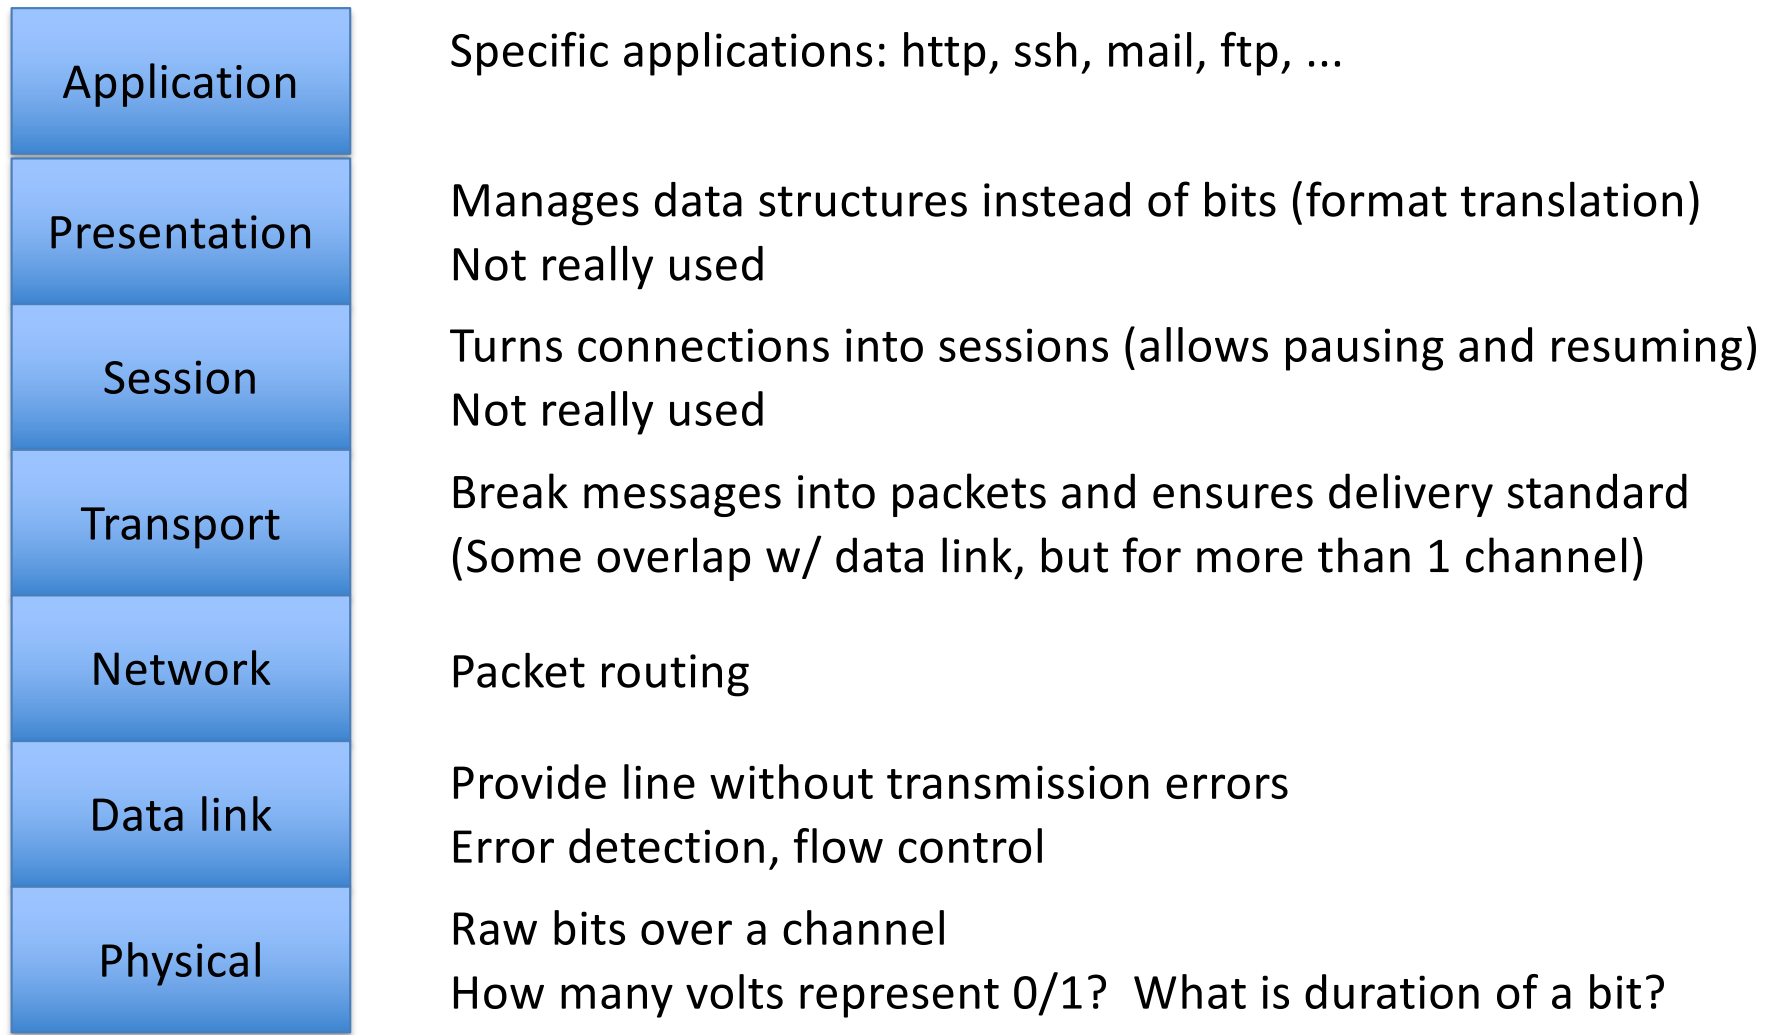 Application
Specific applications: http, ssh, mail, ftp, ...
Presentation
Manages data structures instead of bits (format translation)
Not really used
Session
Turns connections into sessions (allows pausing and resuming)
Not really used
Transport
Break messages into packets and ensures delivery standard
(Some overlap w/ data link, but for more than 1 channel)
Network
Packet routing
Data link
Provide line without transmission errors
Error detection, flow control
Physical
Raw bits over a channel
How many volts represent 0/1?  What is duration of a bit?